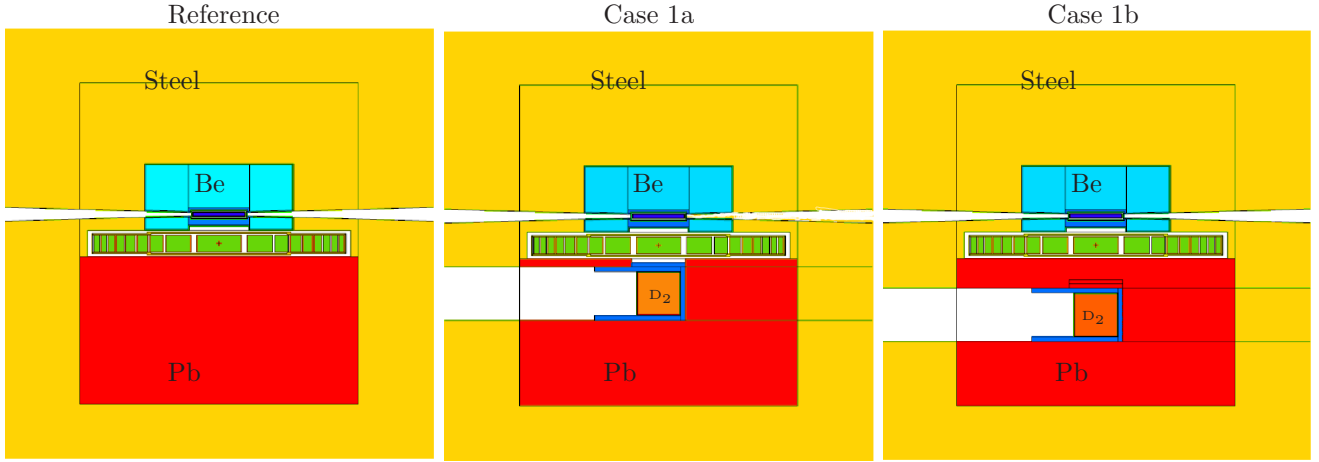 Reference Case 1a Case 1b
Steel Steel Steel
Be Be Be
D₂ D₂
Pb Pb Pb